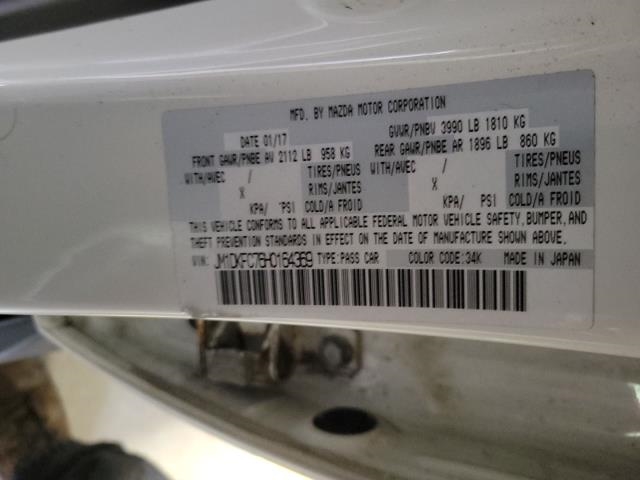 MFD. BY MAZDA MOTOR CORPORATION
DATE 01/17 GVWR/PNBV 3990 LB 1810 KG
FRONT GAWR/PNBE AV 2112 LB 958 KG REAR GAWR/PNBE AR 1896 LB 860 KG
WITH/AVEC / TIRES/PNEUS WITH/AVEC / TIRES/PNEUS
X RIMS/JANTES X RIMS/JANTES
KPA/ PSI COLD/A FROID KPA/ PSI COLD/A FROID
THIS VEHICLE CONFORMS TO ALL APPLICABLE FEDERAL MOTOR VEHICLE SAFETY, BUMPER, AND
THEFT PREVENTION STANDARDS IN EFFECT ON THE DATE OF MANUFACTURE SHOWN ABOVE.
VIN: JM1DKFC76H0164369 TYPE:PASS CAR COLOR CODE:34K MADE IN JAPAN